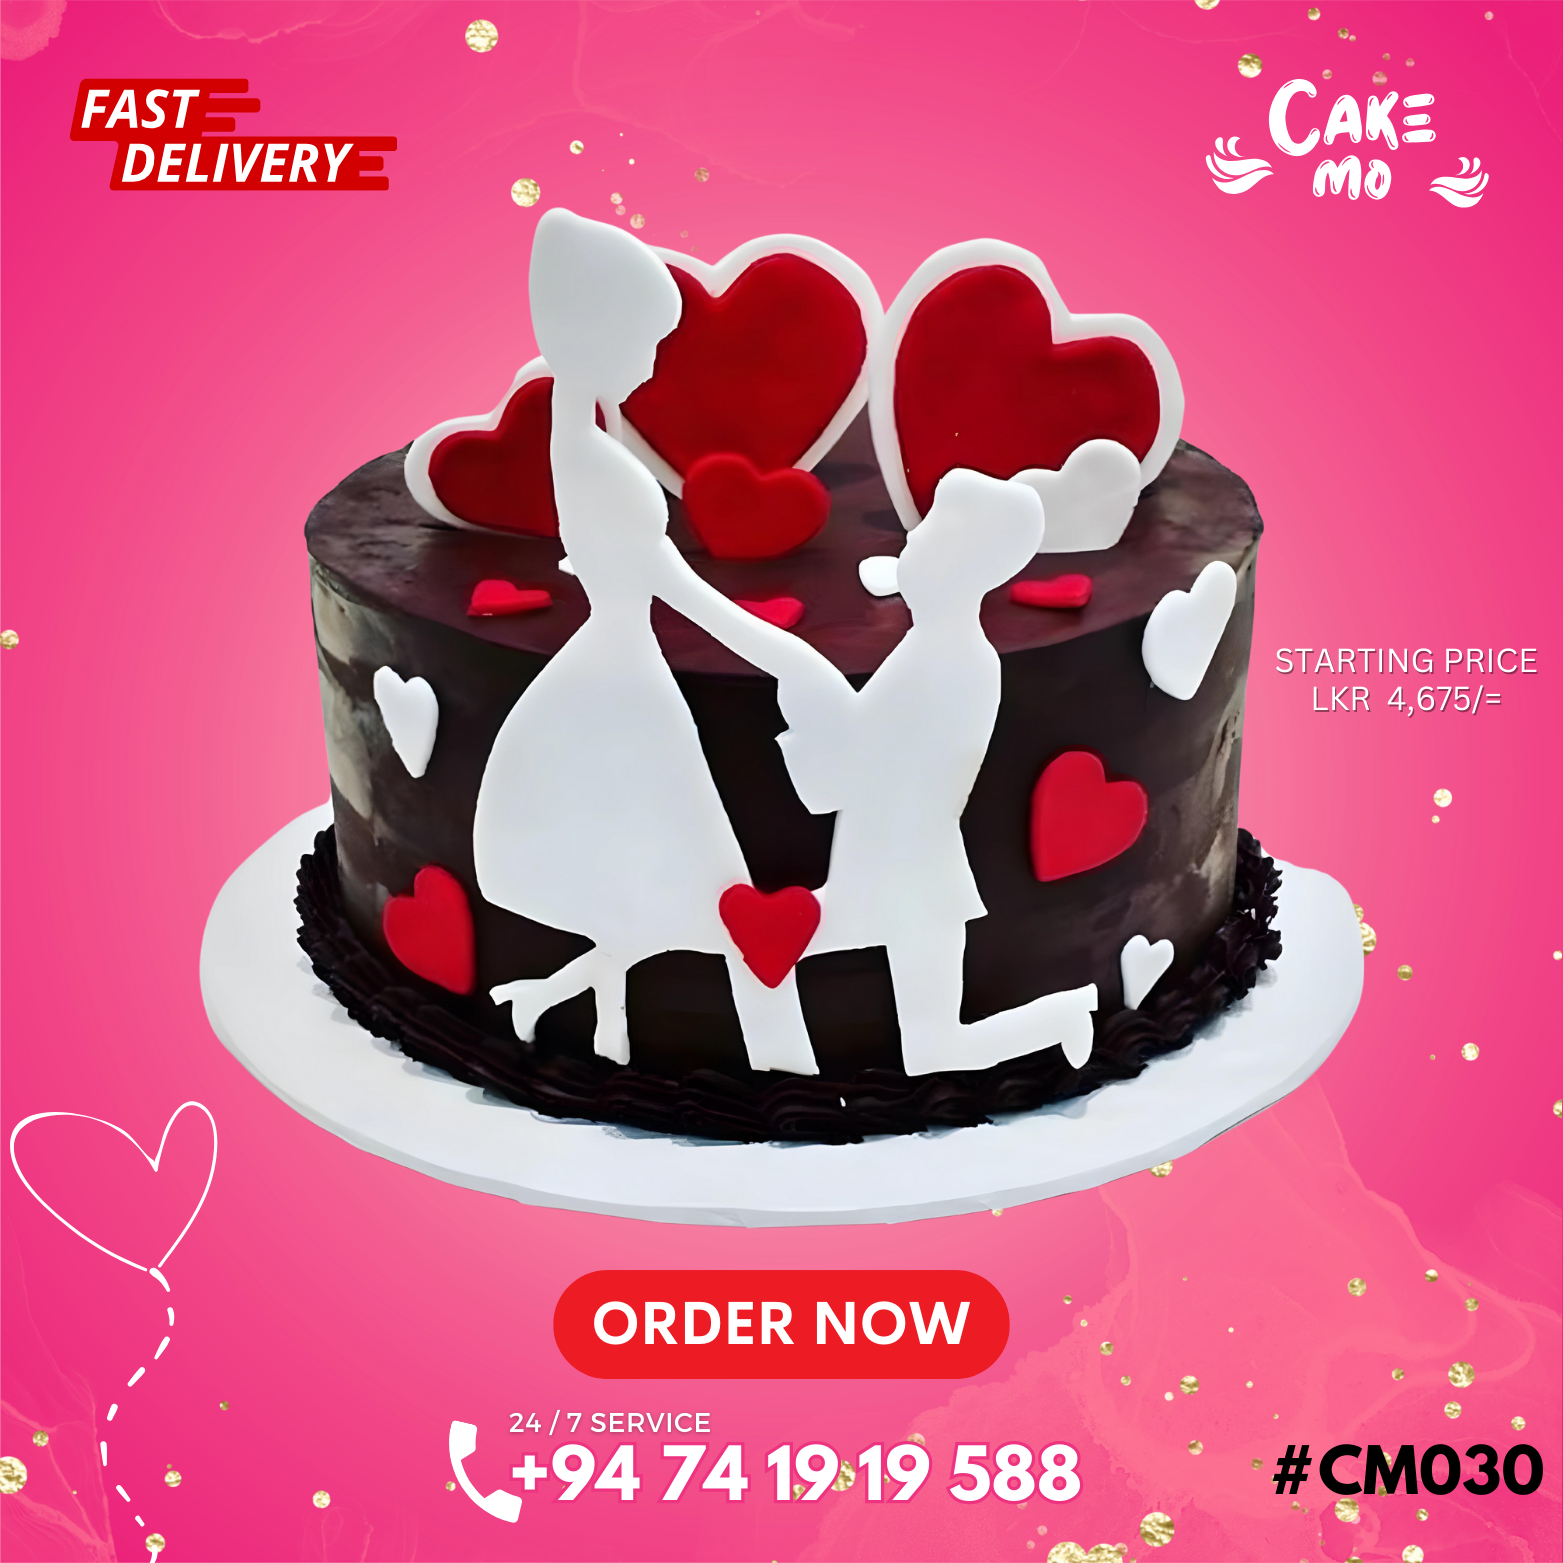 FAST
DELIVERY
CAKE
MO
STARTING PRICE
LKR 4,675/=
ORDER NOW
24 / 7 SERVICE
+94 74 19 19 588
#CM030